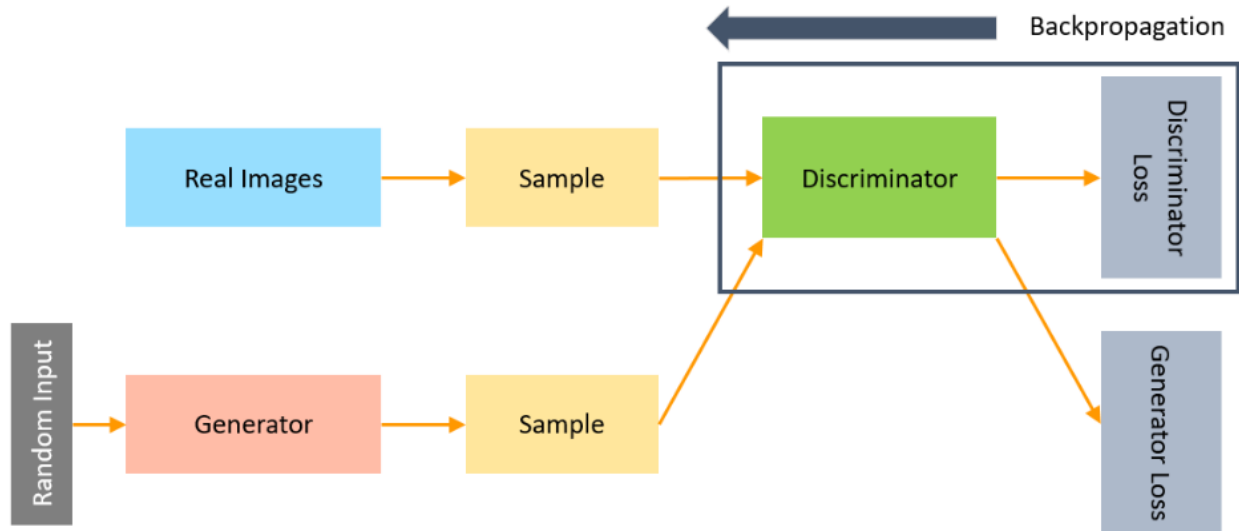 Backpropagation
Real Images
Sample
Discriminator
Discriminator
Loss
Random Input
Generator
Sample
Generator Loss